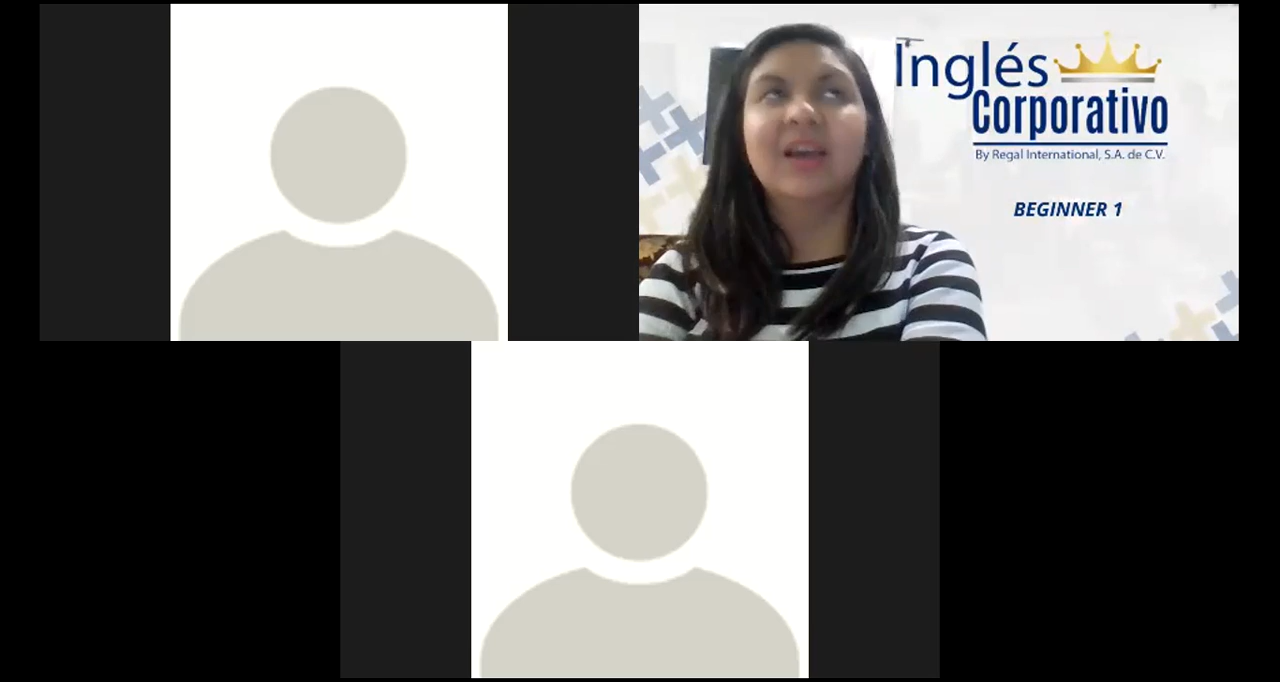 Inglés
Corporativo
By Regal International, S.A. de C.V.
BEGINNER 1